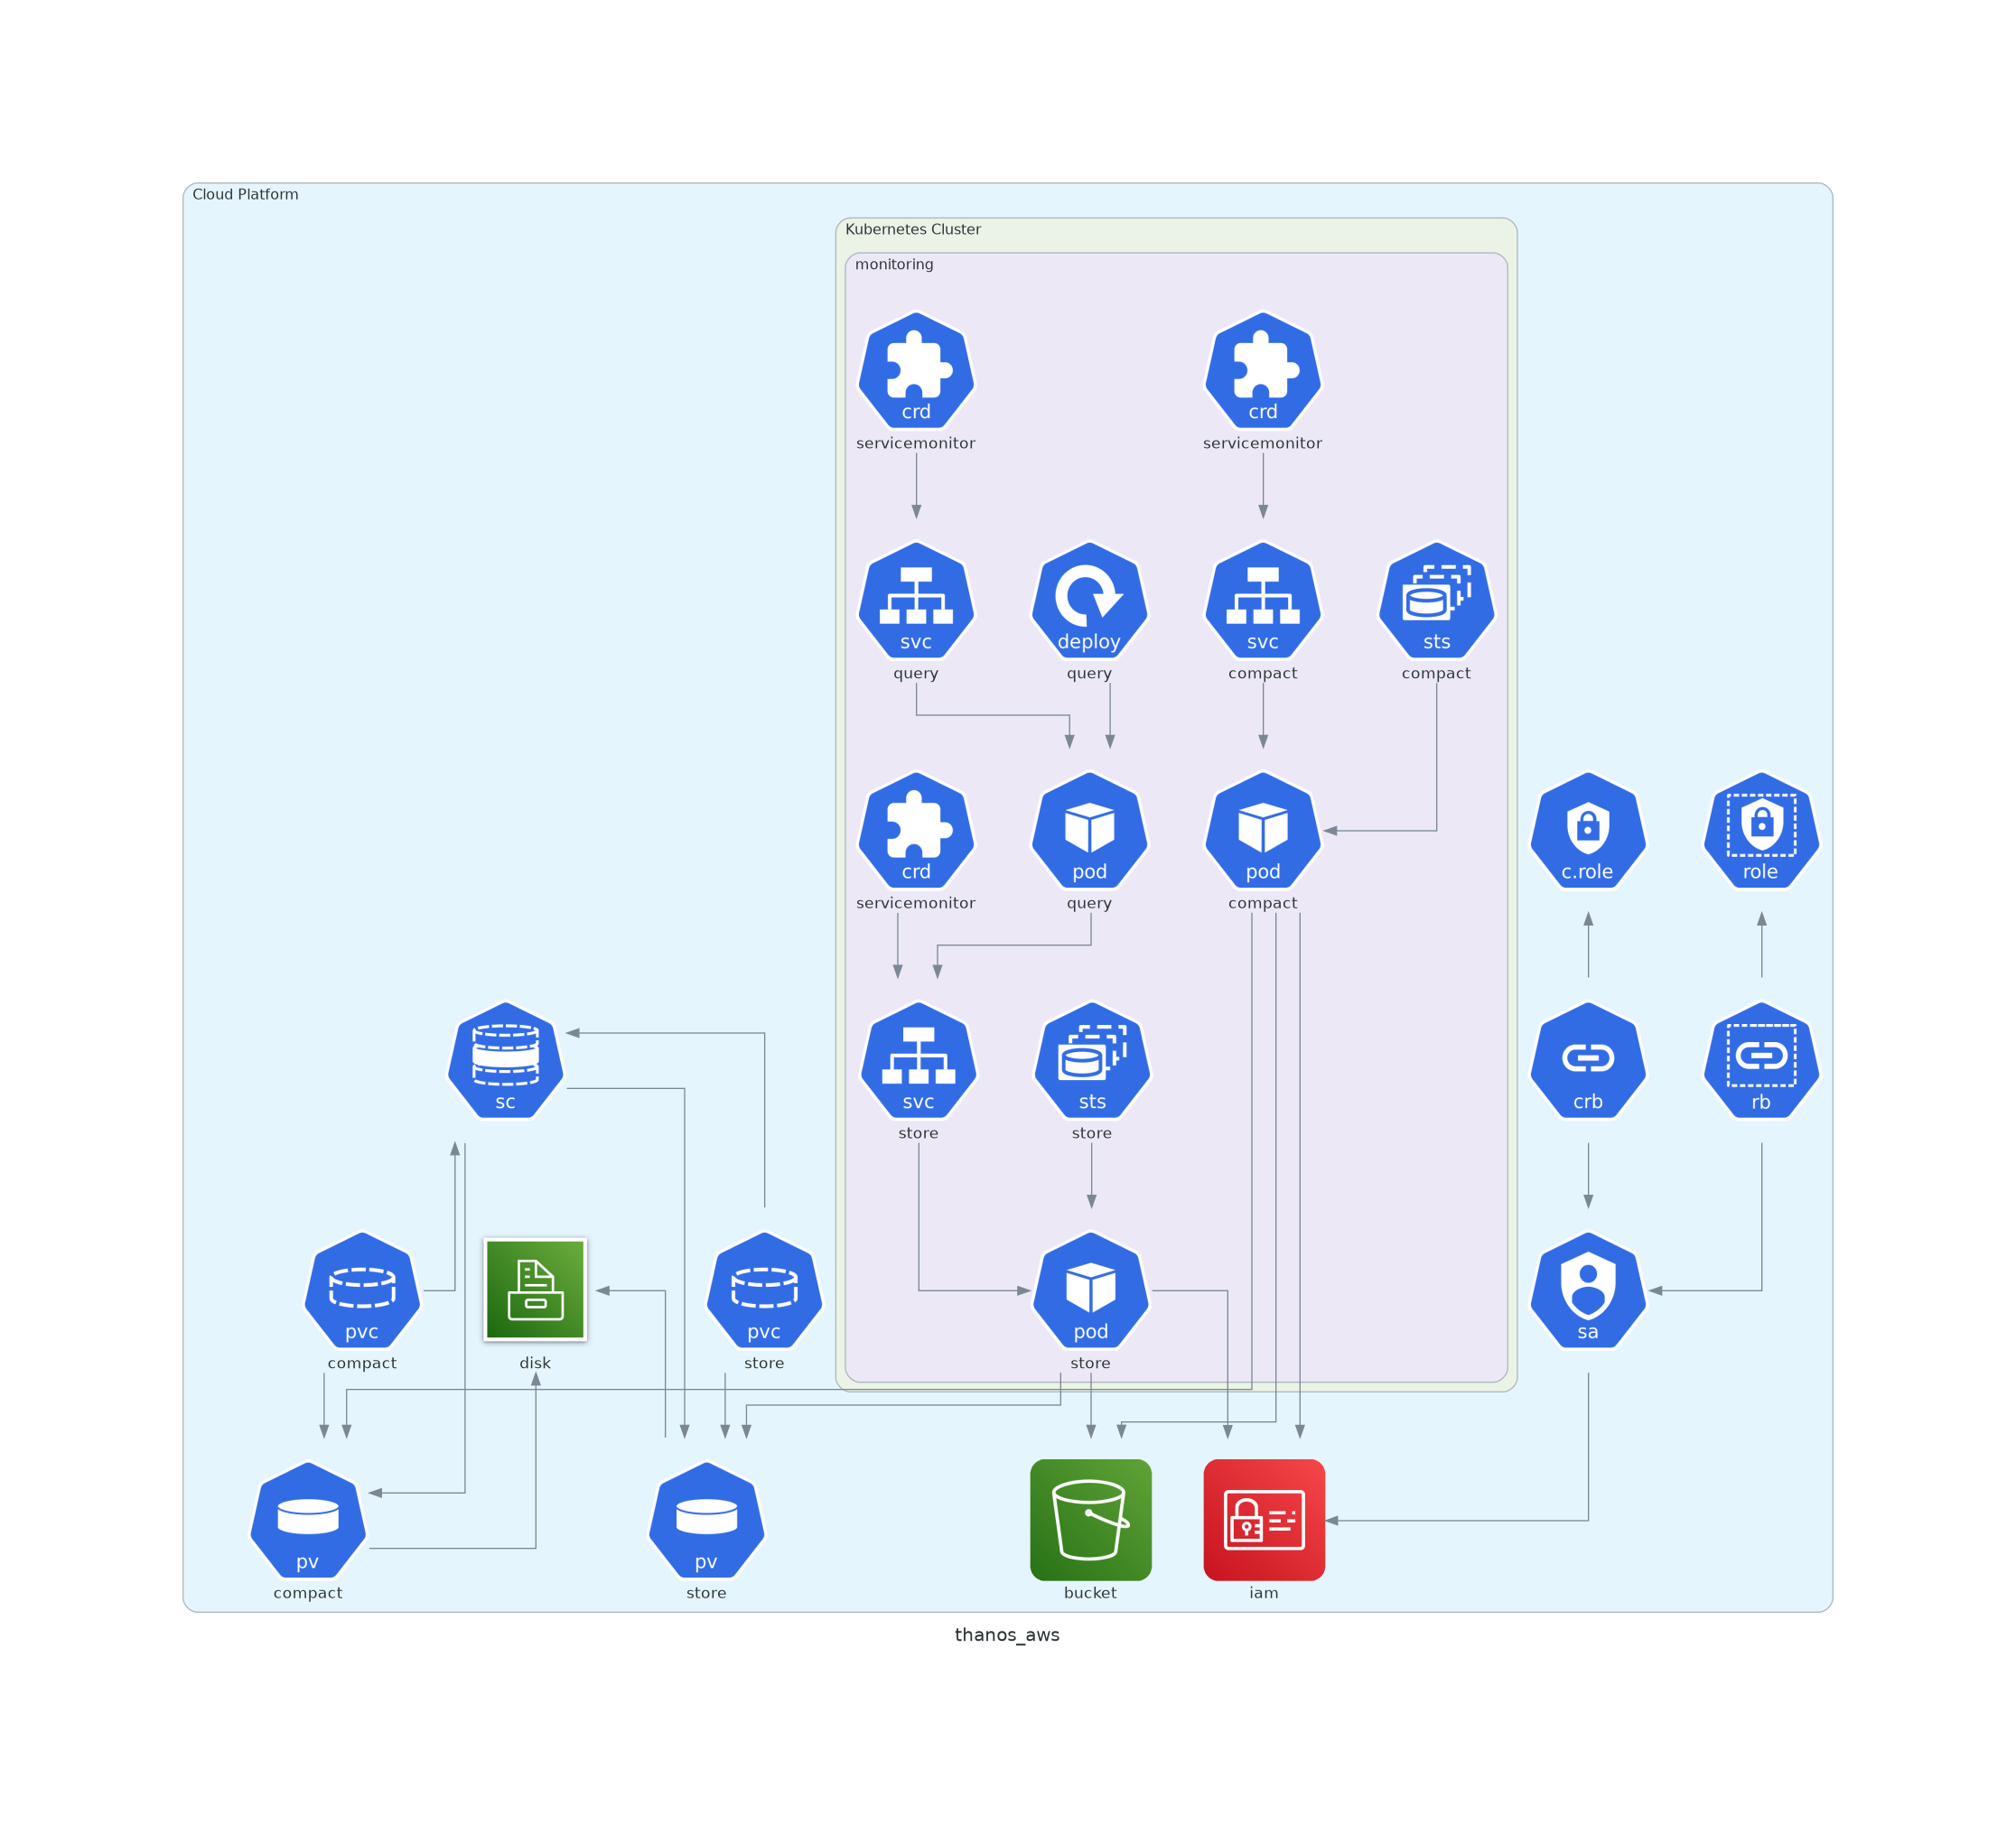 Cloud Platform
Kubernetes Cluster
monitoring
crd
servicemonitor
crd
servicemonitor
svc
query
deploy
query
svc
compact
sts
compact
crd
servicemonitor
pod
query
pod
compact
c.role
role
sc
svc
store
sts
store
crb
rb
pvc
compact
disk
pvc
store
pod
store
sa
pv
compact
pv
store
bucket
iam
thanos_aws